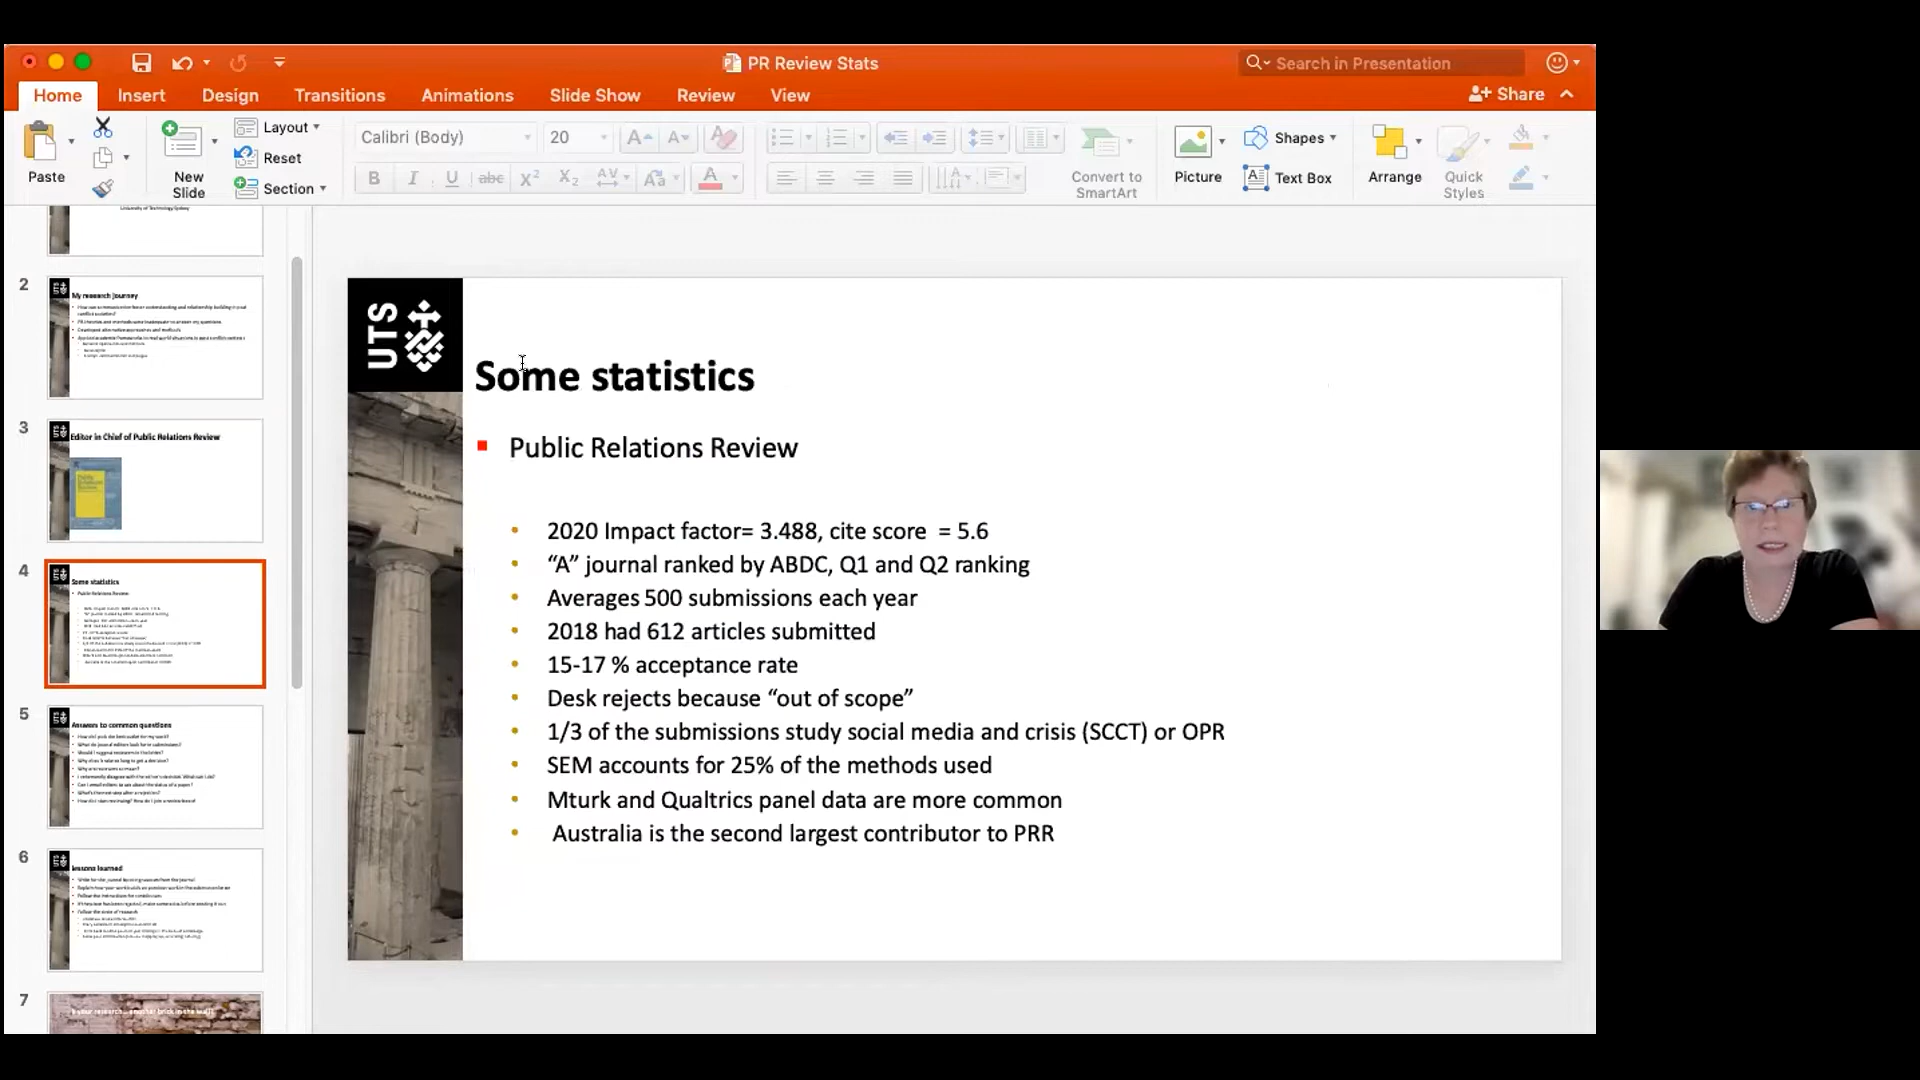 PR Review Stats
Search in Presentation
Home Insert Design Transitions Animations Slide Show Review View
Share
Paste
New Slide
Layout
Reset
Section
Calibri (Body)
20
Convert to SmartArt
Picture
Shapes
Text Box
Arrange
Quick Styles
University of Technology Sydney
2
My research journey
3
Editor in Chief of Public Relations Review
4
Some statistics
Public Relations Review
5
Answers to common questions
6
Lessons learned
7
UTS
Some statistics
Public Relations Review
2020 Impact factor= 3.488, cite score = 5.6
“A” journal ranked by ABDC, Q1 and Q2 ranking
Averages 500 submissions each year
2018 had 612 articles submitted
15-17 % acceptance rate
Desk rejects because “out of scope”
1/3 of the submissions study social media and crisis (SCCT) or OPR
SEM accounts for 25% of the methods used
Mturk and Qualtrics panel data are more common
Australia is the second largest contributor to PRR